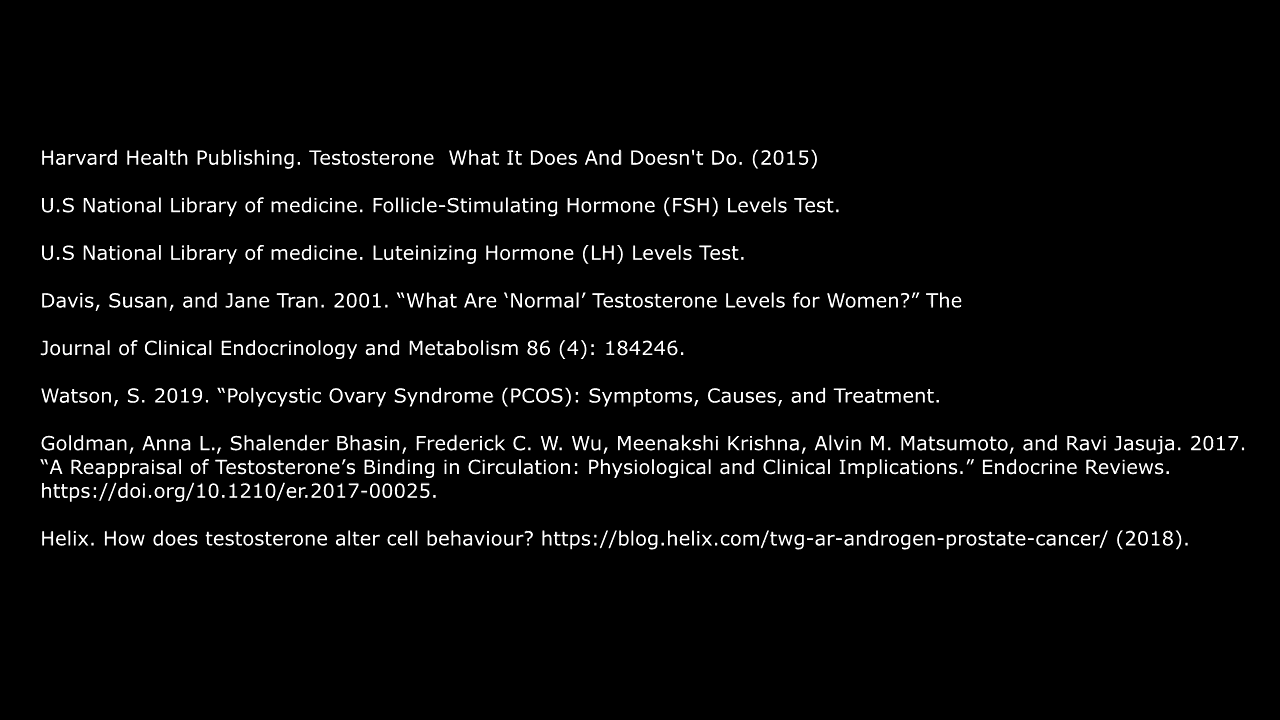 Harvard Health Publishing. Testosterone  What It Does And Doesn't Do. (2015)
U.S National Library of medicine. Follicle-Stimulating Hormone (FSH) Levels Test.
U.S National Library of medicine. Luteinizing Hormone (LH) Levels Test.
Davis, Susan, and Jane Tran. 2001. “What Are ‘Normal’ Testosterone Levels for Women?” The
Journal of Clinical Endocrinology and Metabolism 86 (4): 184246.
Watson, S. 2019. “Polycystic Ovary Syndrome (PCOS): Symptoms, Causes, and Treatment.
Goldman, Anna L., Shalender Bhasin, Frederick C. W. Wu, Meenakshi Krishna, Alvin M. Matsumoto, and Ravi Jasuja. 2017.
“A Reappraisal of Testosterone’s Binding in Circulation: Physiological and Clinical Implications.” Endocrine Reviews.
https://doi.org/10.1210/er.2017-00025.
Helix. How does testosterone alter cell behaviour? https://blog.helix.com/twg-ar-androgen-prostate-cancer/ (2018).